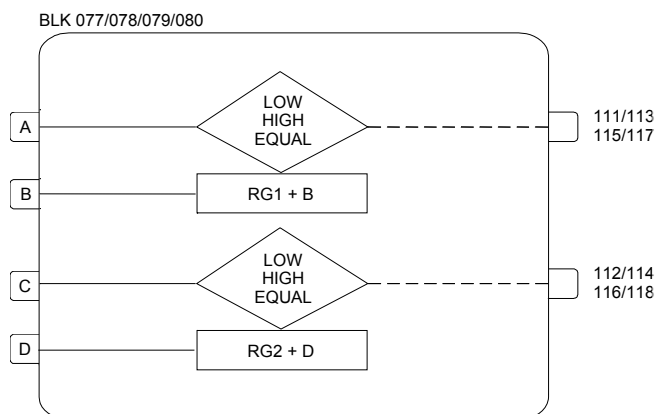 BLK 077/078/079/080
A
LOW
HIGH
EQUAL
111/113
115/117
B
RG1 + B
C
LOW
HIGH
EQUAL
112/114
116/118
D
RG2 + D